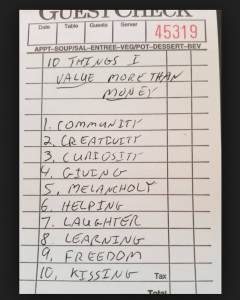 GUESTCHECK
Date Table Guests Server
45319
APPT-SOUP/SAL-ENTREE-VEG/POT-DESSERT-BEV
10 THINGS I
VALUE MORE THAN
MONEY
1. COMMUNITY
2. CREATIVITY
3. CURIOSITY
4. GIVING
5. MELANCHOLY
6. HELPING
7. LAUGHTER
8. LEARNING
9. FREEDOM
10. KISSING
Tax
Total